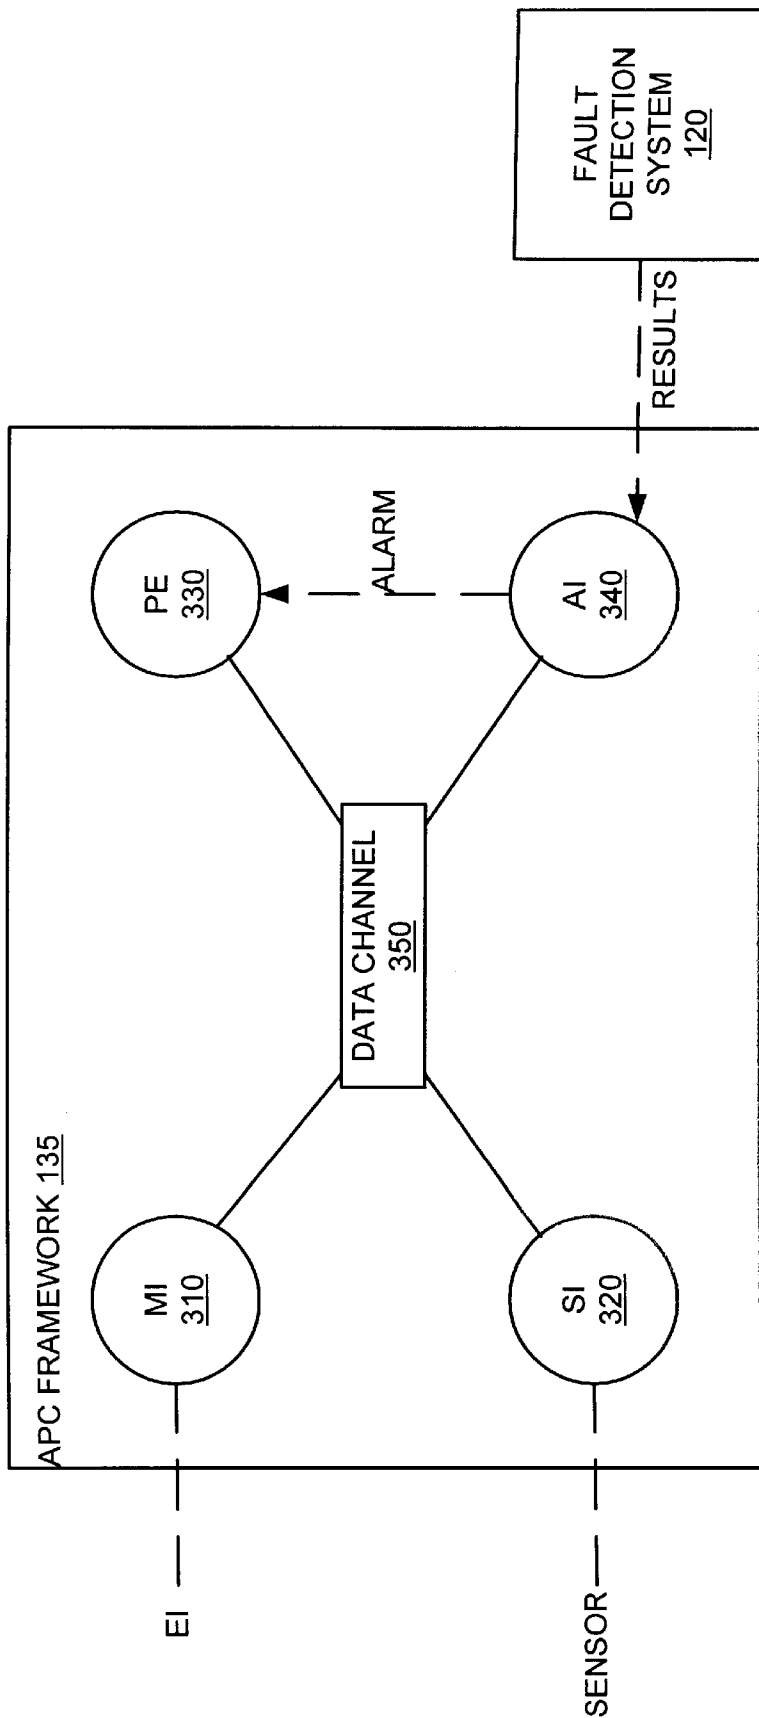 APC FRAMEWORK 135
EI
MI
310
PE
330
DATA CHANNEL
350
ALARM
SENSOR
SI
320
AI
340
RESULTS
FAULT
DETECTION
SYSTEM
120